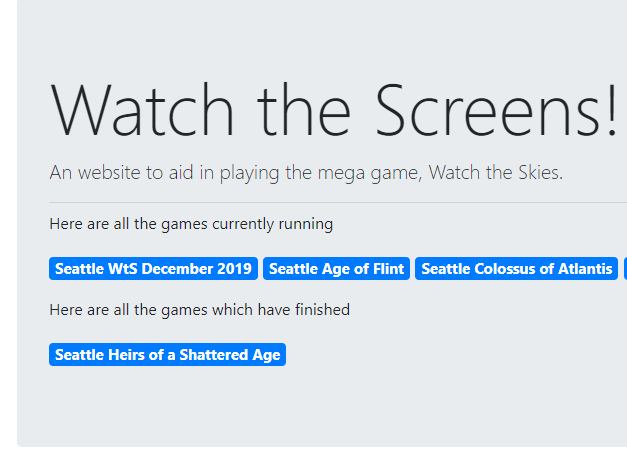 Watch the Screens!
An website to aid in playing the mega game, Watch the Skies.
Here are all the games currently running
Seattle WtS December 2019 Seattle Age of Flint Seattle Colossus of Atlantis
Here are all the games which have finished
Seattle Heirs of a Shattered Age